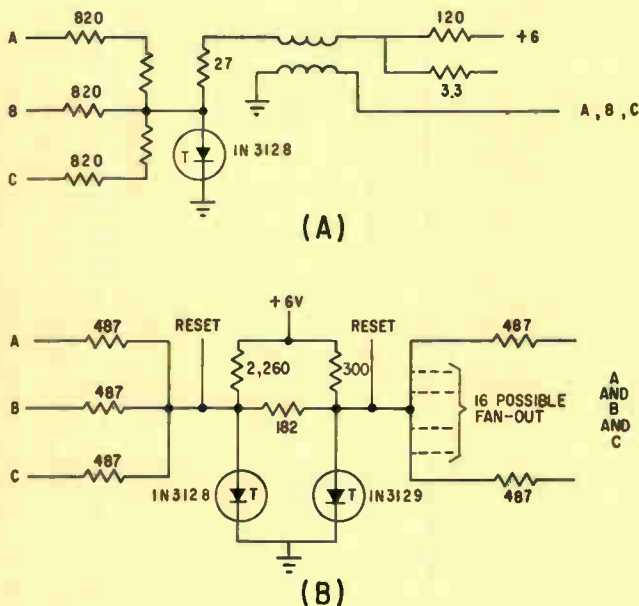 820
120
A
+6
27
820
3.3
B
A, B, C
T
IN 3128
820
C
(A)
+6V
487
RESET
RESET
487
A
2,260
300
487
16 POSSIBLE
FAN-OUT
B
182
A
AND
B
AND
C
487
C
IN3128
T
T
IN3129
487
(B)